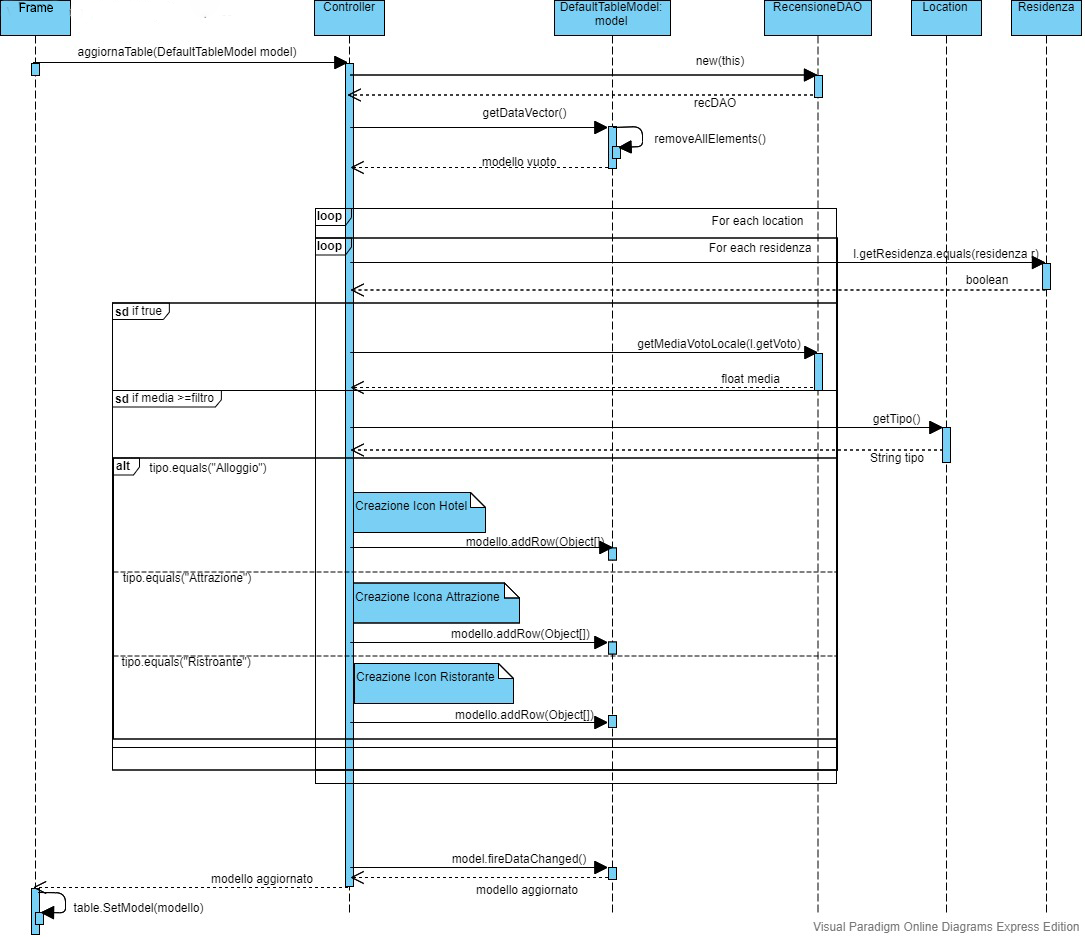 Frame
Controller
DefaultTableModel:
model
RecensioneDAO
Location
Residenza
aggiornaTable(DefaultTableModel model)
new(this)
recDAO
getDataVector()
removeAllElements()
modello vuoto
loop
For each location
loop
For each residenza
l.getResidenza.equals(residenza r)
boolean
sd if true
getMediaVotoLocale(l.getVoto)
float media
sd if media >=filtro
getTipo()
String tipo
alt
tipo.equals("Alloggio")
Creazione Icon Hotel
modello.addRow(Object[])
tipo.equals("Attrazione")
Creazione Icona Attrazione
modello.addRow(Object[])
tipo.equals("Ristroante")
Creazione Icon Ristorante
modello.addRow(Object[])
model.fireDataChanged()
modello aggiornato
modello aggiornato
table.SetModel(modello)
Visual Paradigm Online Diagrams Express Edition